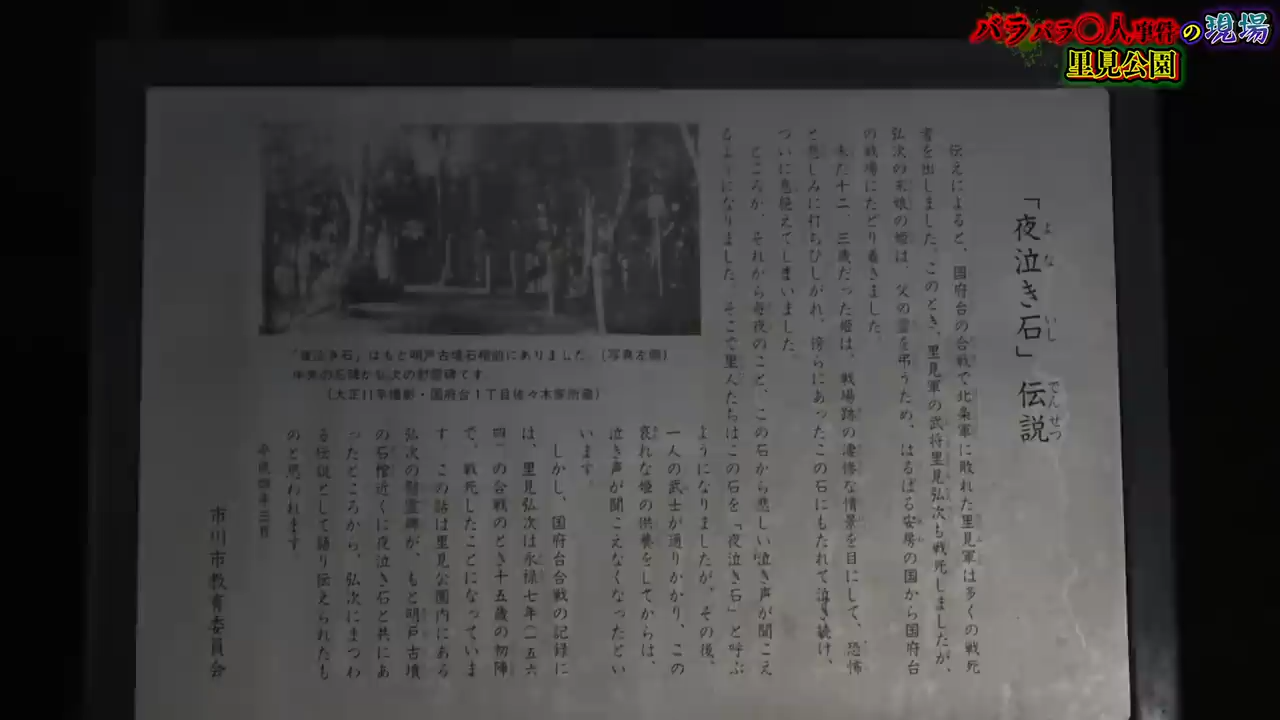 バラバラ〇人事件の現場
里見公園
「夜泣き石」伝説
よなきいし でんせつ
伝えによると、国府台の合戦で北条軍に敗れた里見軍は多くの戦死
者を出しました。このとき、里見軍の武将里見弘次も戦死しましたが、
弘次の末娘の姫は、父の霊を弔うため、はるばる安房の国から国府台
の戦場にたどり着きました。
まだ十二、三歳だった姫は、戦場跡の凄惨な情景を目にして、恐怖
と悲しみに打ちひしがれ、傍らにあったこの石にもたれて泣き続け、
ついに息絶えてしまいました。
ところが、それから毎夜のこと、この石から悲しい泣き声が聞こえ
るようになりました。そこで里人たちはこの石を「夜泣き石」と呼ぶ
ようになりましたが、その後、
一人の武士が通りかかり、この
哀れな姫の供養をしてからは、
泣き声が聞こえなくなったとい
います。
しかし、国府台合戦の記録に
は、里見弘次は永禄七年（一五六
四）の合戦のとき十五歳の初陣
で、戦死したことになっていま
す。この話は里見公園内にある
弘次の慰霊碑が、もと明戸古墳
の石棺近くに夜泣き石と共にあ
ったところから、弘次にまつわ
る伝説として語り伝えられたも
のと思われます。
平成四年三月
市川市教育委員会
「夜泣き石」はもと明戸古墳石棺前にありました。（写真左側）
中央の石碑が弘次の慰霊碑です。
（大正11年撮影・国府台1丁目佐々木家所蔵）